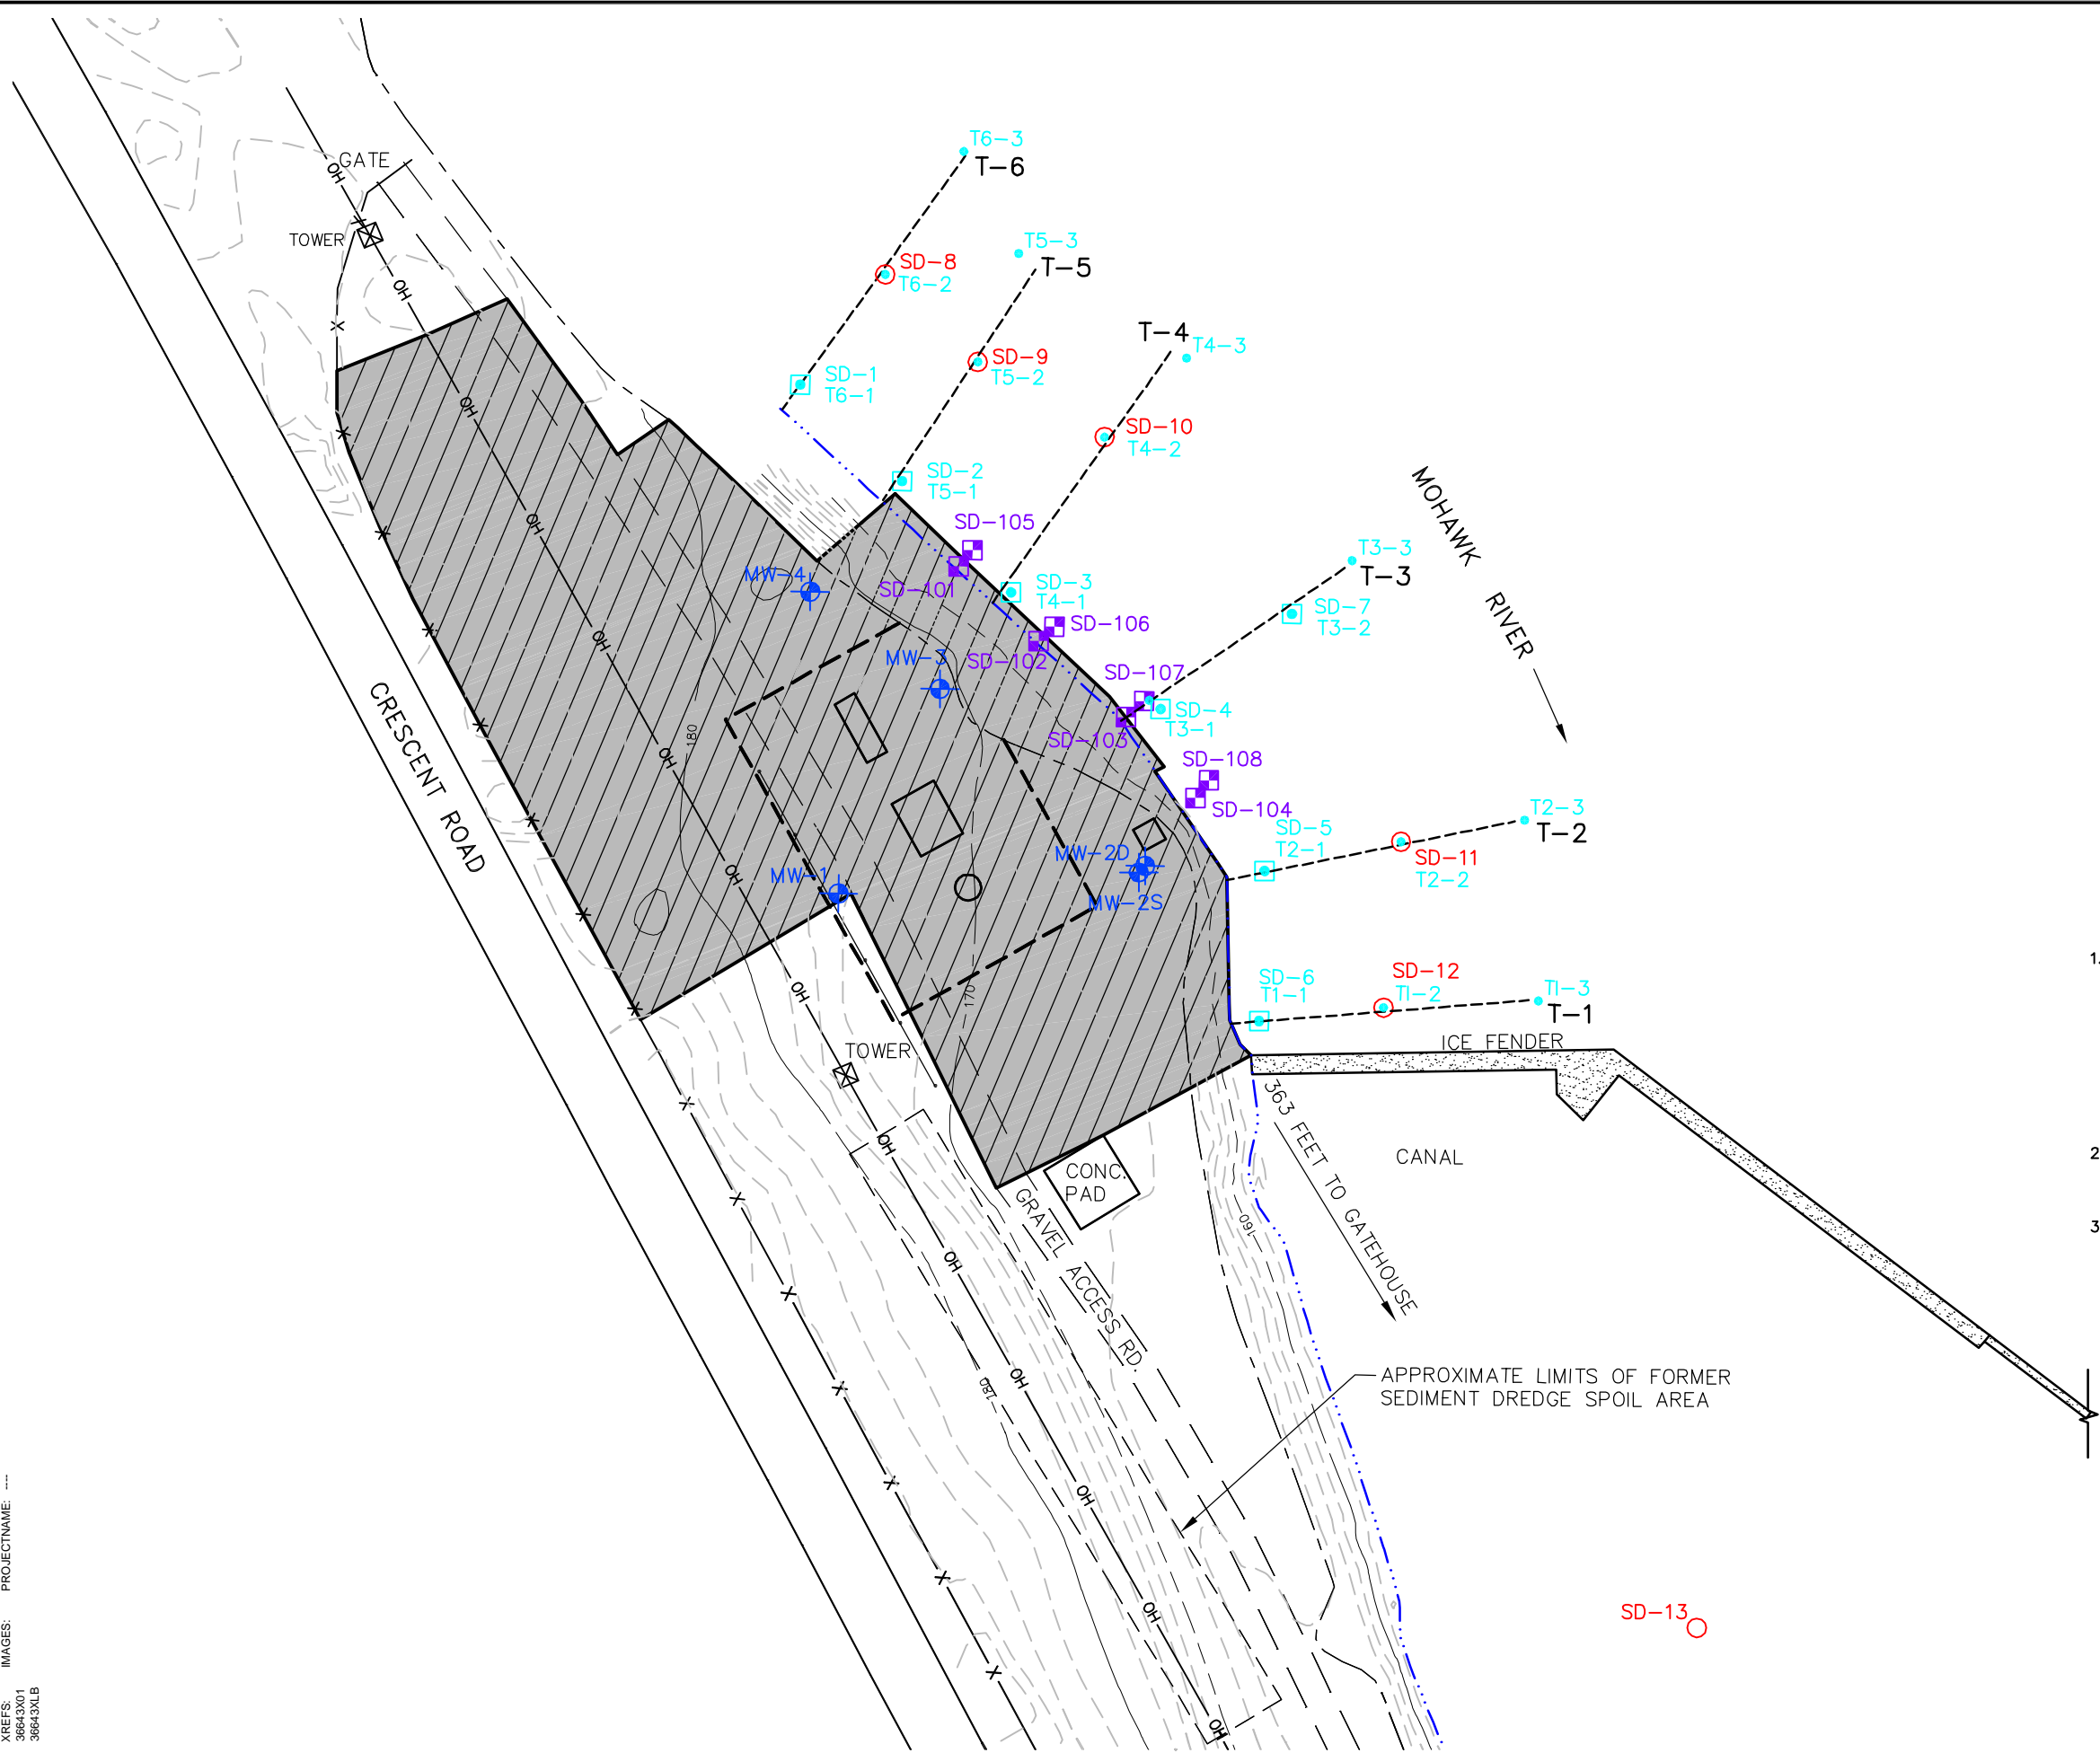 T6-3
T-6
GATE
OH
TOWER
T5-3
T-5
SD-8
T6-2
OH
T-4
T4-3
SD-9
T5-2
SD-1
T6-1
OH
SD-10
T4-2
SD-2
T5-1
MOHAWK
RIVER
OH
SD-105
SD-101
MW-4
SD-3
T4-1
T3-3
T-3
SD-7
T3-2
SD-106
SD-102
OH
MW-3
SD-107
SD-4
T3-1
SD-103
180
OH
CRESCENT ROAD
SD-108
SD-104
T2-3
T-2
SD-5
T2-1
SD-11
T2-2
MW-2D
MW-2S
MW-1
OH
1.
SD-6
T1-1
SD-12
T1-2
T1-3
T-1
ICE FENDER
170
OH
TOWER
363 FEET TO GATEHOUSE
CANAL
2
OH
CONC.
PAD
GRAVEL ACCESS RD.
160
3
OH
180
OH
APPROXIMATE LIMITS OF FORMER
SEDIMENT DREDGE SPOIL AREA
OH
OH
SD-13
OH
XREFS:
36643X01
36643XLB
IMAGES:
PROJECTNAME: ---